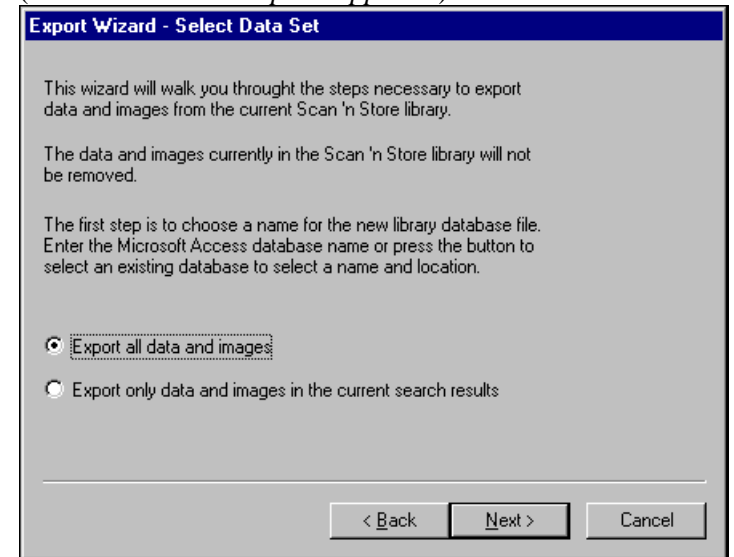 Export Wizard - Select Data Set
This wizard will walk you throught the steps necessary to export
data and images from the current Scan 'n Store library.
The data and images currently in the Scan 'n Store library will not
be removed.
The first step is to choose a name for the new library database file.
Enter the Microsoft Access database name or press the button to
select an existing database to select a name and location.
Export all data and images
Export only data and images in the current search results
< Back Next > Cancel